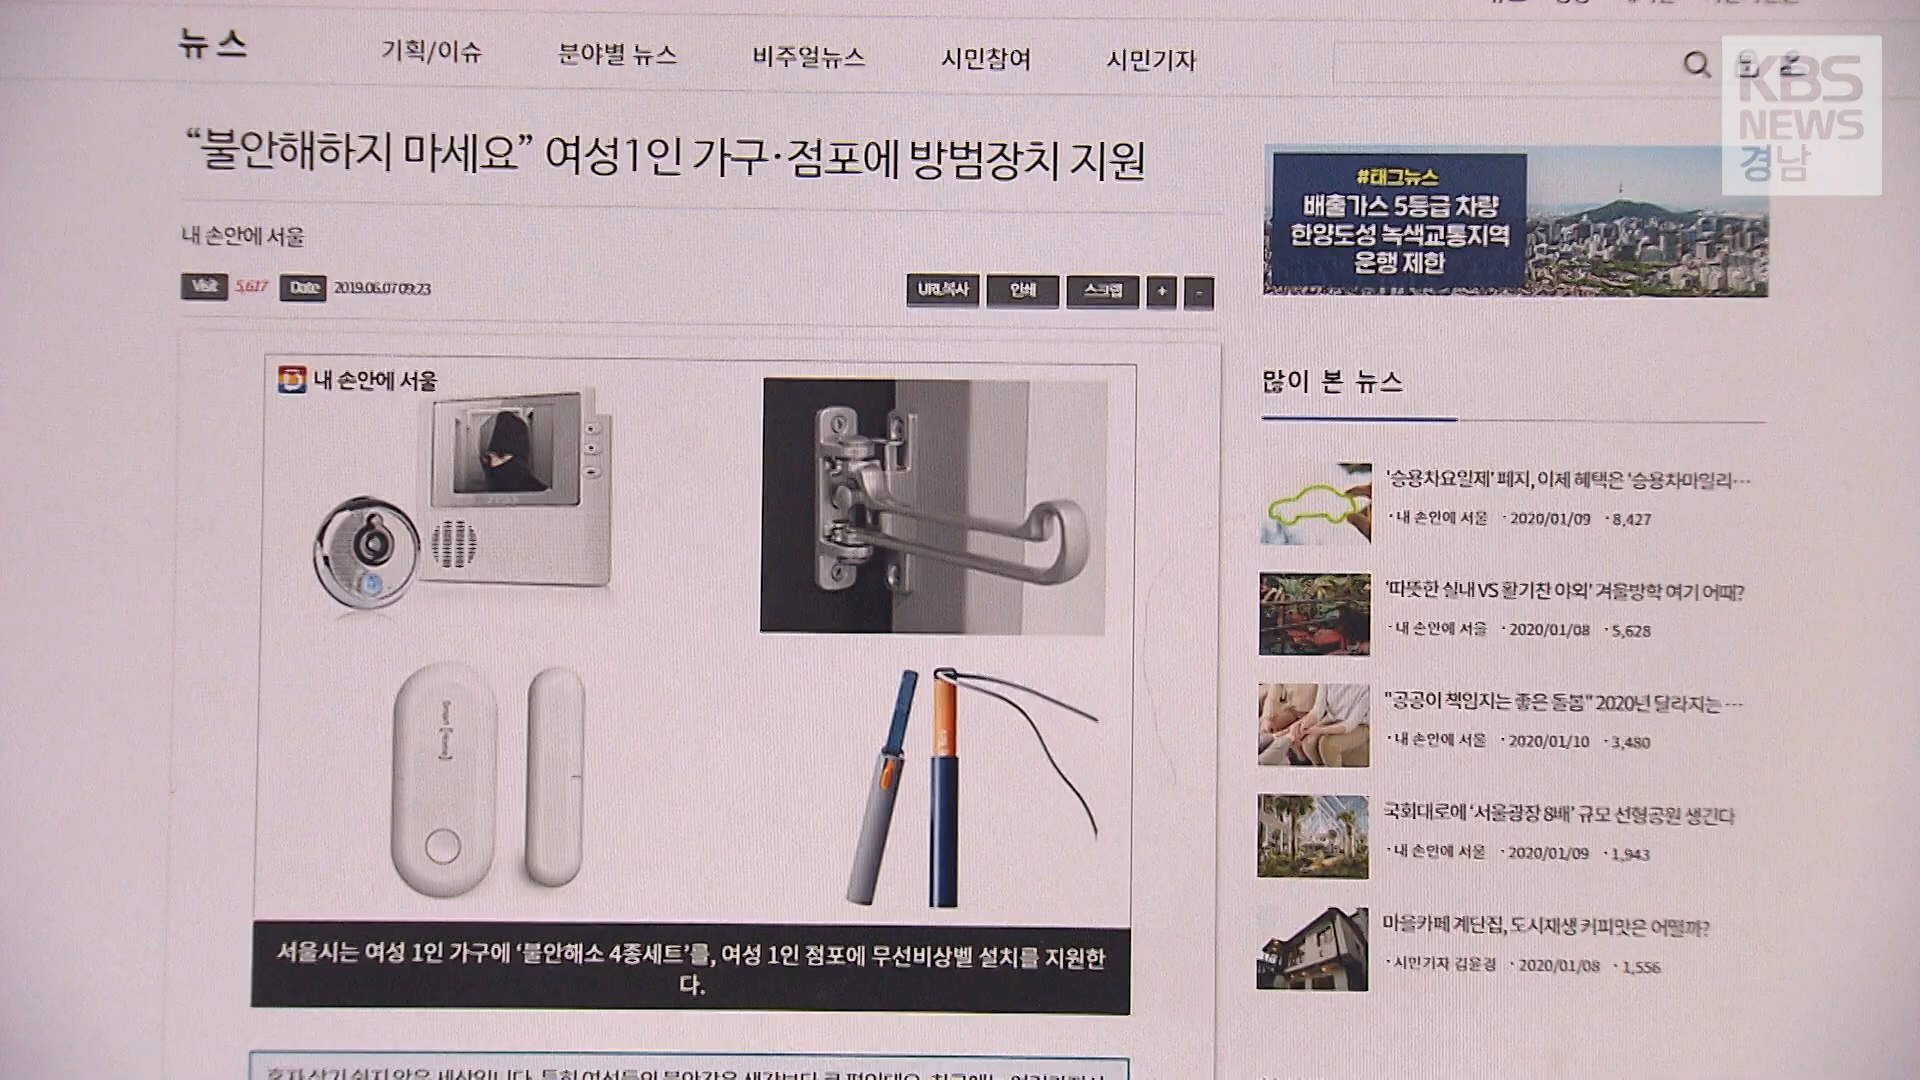 뉴스
기획/이슈
분야별 뉴스
비주얼뉴스
시민참여
시민기자
KBS
NEWS
경남
“불안해하지 마세요” 여성1인 가구·점포에 방범장치 지원
내 손안에 서울
Visit 5,617 Date 2019.06.07 09:23
URL복사 인쇄 스크랩 + -
#태그뉴스
배출가스 5등급 차량
한양도성 녹색교통지역
운행 제한
내 손안에 서울
서울시는 여성 1인 가구에 ‘불안해소 4종세트’를, 여성 1인 점포에 무선비상벨 설치를 지원한
다.
많이 본 뉴스
'승용차요일제' 폐지, 이제 혜택은 '승용차마일리…
· 내 손안에 서울 · 2020/01/09 · 8,427
'따뜻한 실내 VS 활기찬 야외' 겨울방학 여기 어때?
· 내 손안에 서울 · 2020/01/08 · 5,628
"공공이 책임지는 좋은 돌봄" 2020년 달라지는 …
· 내 손안에 서울 · 2020/01/10 · 3,480
국회대로에 '서울광장 8배' 규모 선형공원 생긴다
· 내 손안에 서울 · 2020/01/09 · 1,943
마을카페 계단집, 도시재생 커피맛은 어떨까?
· 시민기자 김윤경 · 2020/01/08 · 1,556